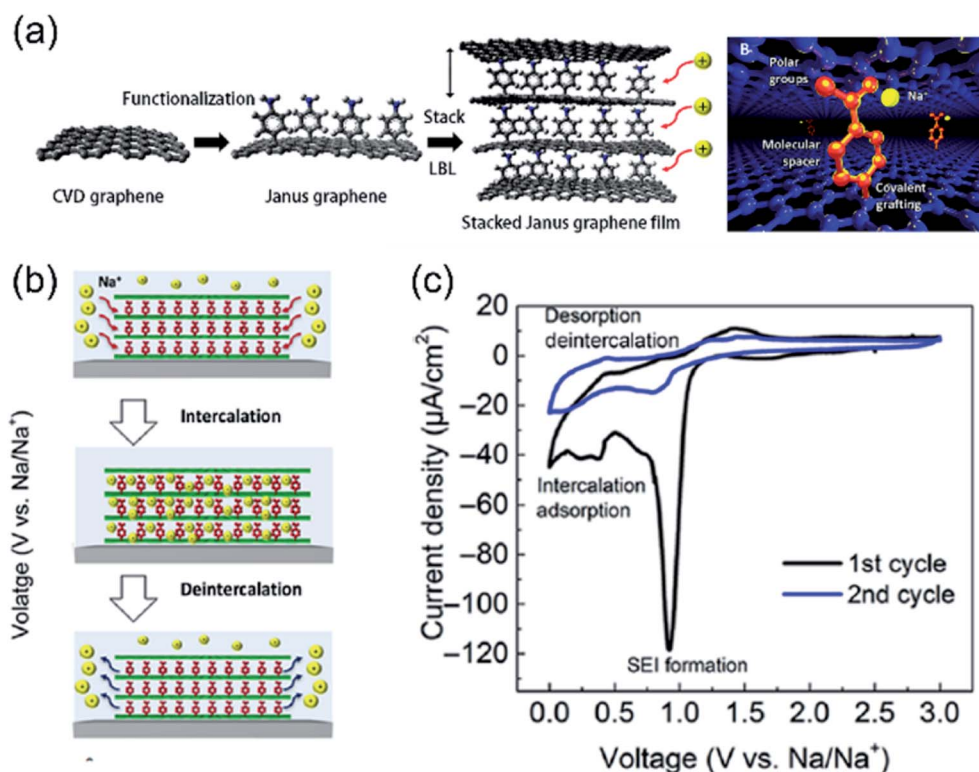 (a)
Functionalization
Stack
LBL
CVD graphene
Janus graphene
Stacked Janus graphene film
+
+
+
B-
Polar
groups
Na⁺
Molecular
spacer
Covalent
grafting
(b)
Na⁺
Intercalation
Deintercalation
Volatge (V vs. Na/Na⁺)
(c)
Current density (µA/cm²)
20
0
−20
−40
−60
−80
−100
−120
Desorption
deintercalation
Intercalation
adsorption
SEI formation
1st cycle
2nd cycle
0.0 0.5 1.0 1.5 2.0 2.5 3.0
Voltage (V vs. Na/Na⁺)